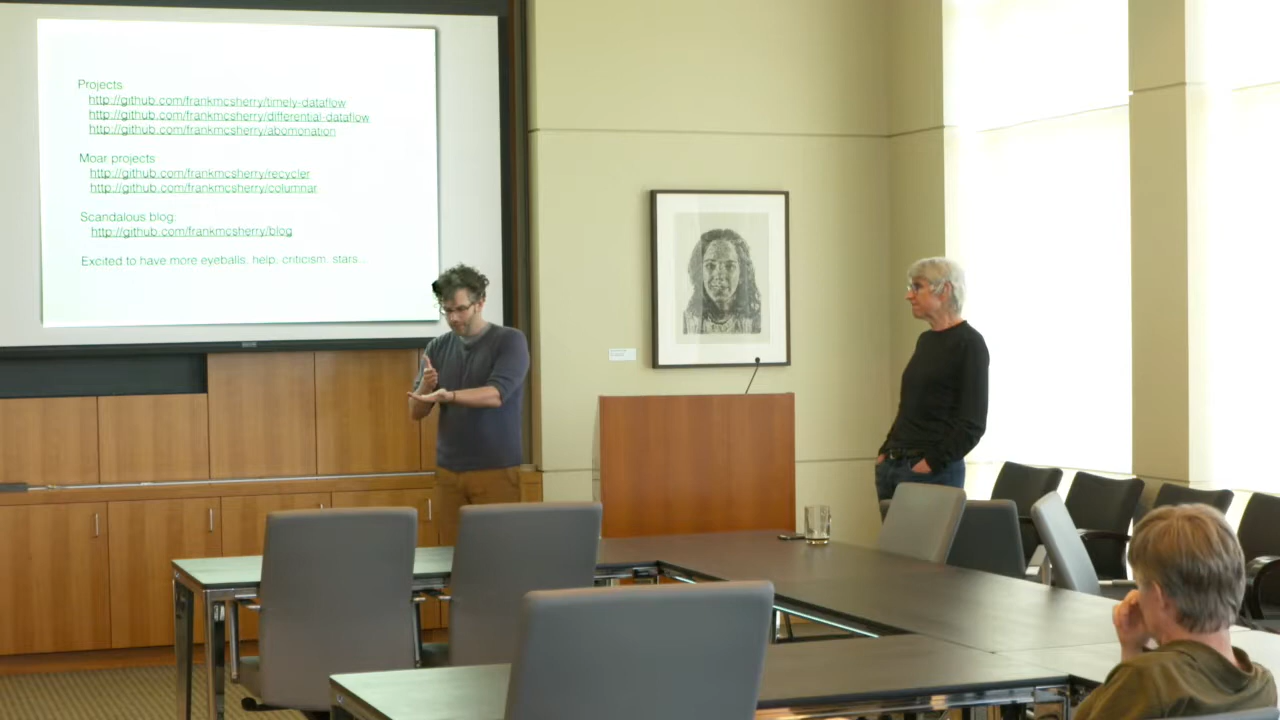 Projects
http://github.com/frankmcsherry/timely-dataflow
http://github.com/frankmcsherry/differential-dataflow
http://github.com/frankmcsherry/abomonation
Moar projects
http://github.com/frankmcsherry/recycler
http://github.com/frankmcsherry/columnar
Scandalous blog:
http://github.com/frankmcsherry/blog
Excited to have more eyeballs, help, criticism, stars...